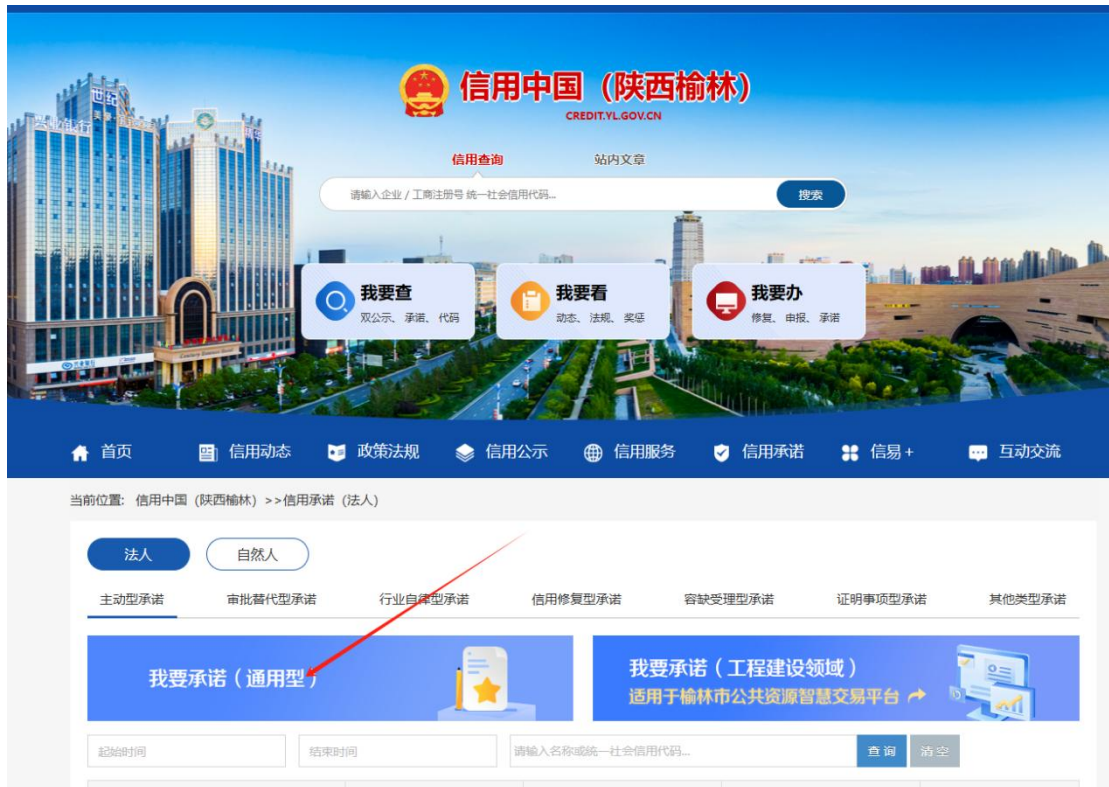 信用中国（陕西榆林）
CREDIT.YL.GOV.CN
信用查询 站内文章
请输入企业 / 工商注册号 统一社会信用代码... 搜索
我要查 我要看 我要办
双公示、承诺、代码 动态、法规、奖惩 修复、申报、承诺
首页 信用动态 政策法规 信用公示 信用服务 信用承诺 信易+ 互动交流
当前位置: 信用中国 (陕西榆林) >>信用承诺 (法人)
法人 自然人
主动型承诺 审批替代型承诺 行业自律型承诺 信用修复型承诺 容缺受理型承诺 证明事项型承诺 其他类型承诺
我要承诺（通用型） 我要承诺（工程建设领域）
适用于榆林市公共资源智慧交易平台
起始时间 结束时间 请输入名称或统一社会信用代码... 查询 清空